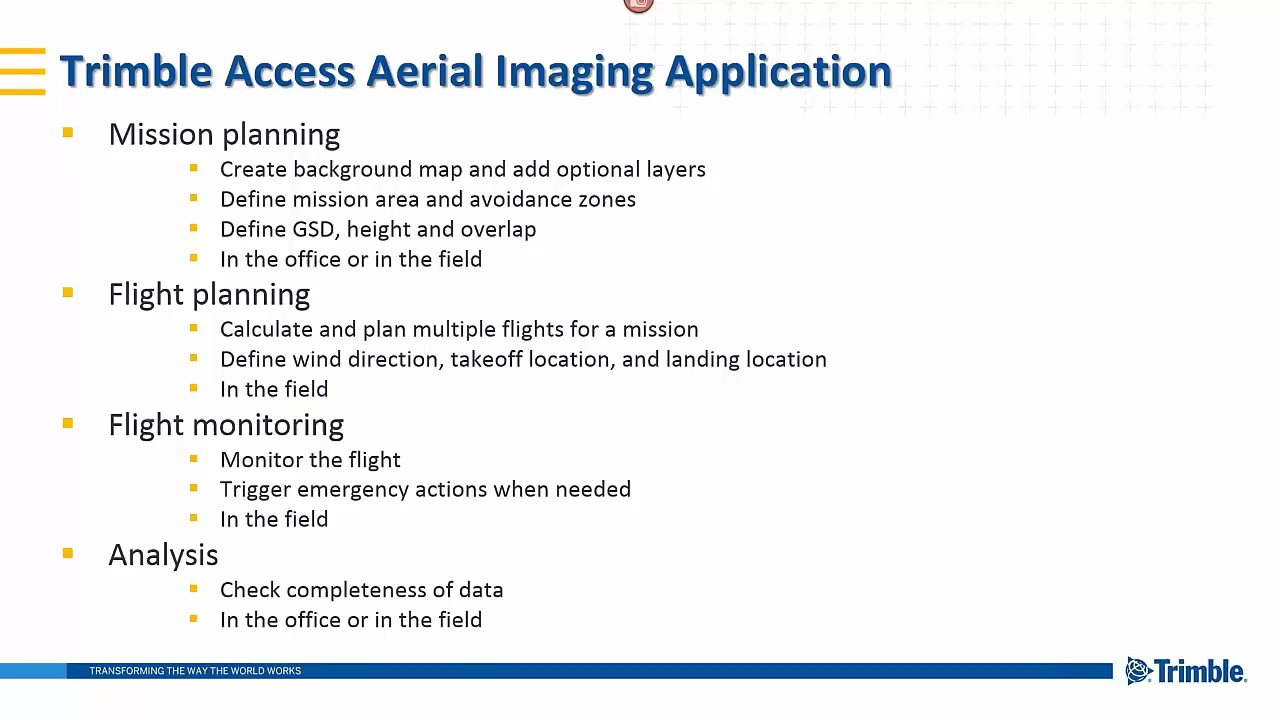 Trimble Access Aerial Imaging Application
Mission planning
Create background map and add optional layers
Define mission area and avoidance zones
Define GSD, height and overlap
In the office or in the field
Flight planning
Calculate and plan multiple flights for a mission
Define wind direction, takeoff location, and landing location
In the field
Flight monitoring
Monitor the flight
Trigger emergency actions when needed
In the field
Analysis
Check completeness of data
In the office or in the field
TRANSFORMING THE WAY THE WORLD WORKS
Trimble